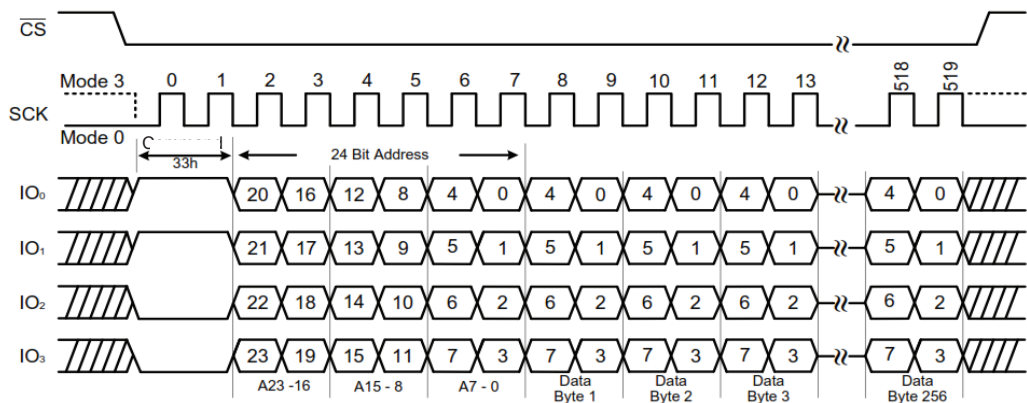 CS
Mode 3 0 1 2 3 4 5 6 7 8 9 10 11 12 13 518 519
SCK
Mode 0
33h 24 Bit Address
IO₀ 20 16 12 8 4 0 4 0 4 0 4 0 4 0
IO₁ 21 17 13 9 5 1 5 1 5 1 5 1 5 1
IO₂ 22 18 14 10 6 2 6 2 6 2 6 2 6 2
IO₃ 23 19 15 11 7 3 7 3 7 3 7 3 7 3
A23 -16 A15 - 8 A7 - 0 Data Data Data Data
Byte 1 Byte 2 Byte 3 Byte 256